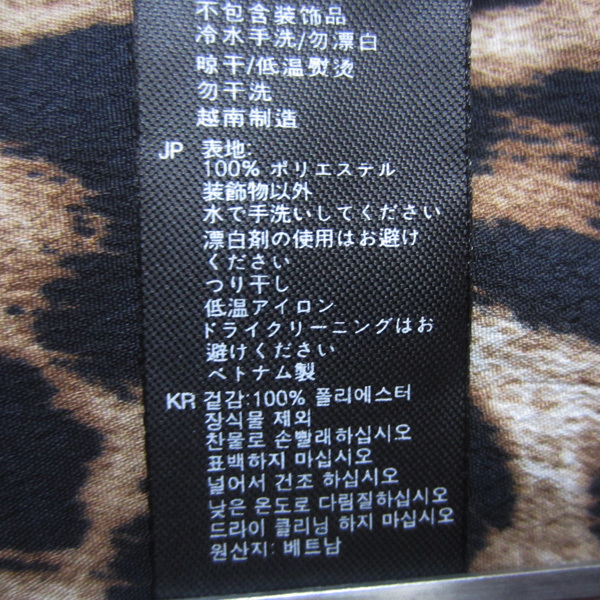 不包含装饰品
冷水手洗/勿漂白
晾干/低温熨烫
勿干洗
越南制造
JP 表地:
100% ポリエステル
装飾物以外
水で手洗いしてください
漂白剤の使用はお避け
ください
つり干し
低温アイロン
ドライクリーニングはお
避けください
ベトナム製
KR 겉감:100% 폴리에스터
장식물 제외
찬물로 손빨래하십시오
표백하지 마십시오
널어서 건조 하십시오
낮은 온도로 다림질하십시오
드라이 클리닝 하지 마십시오
원산지: 베트남